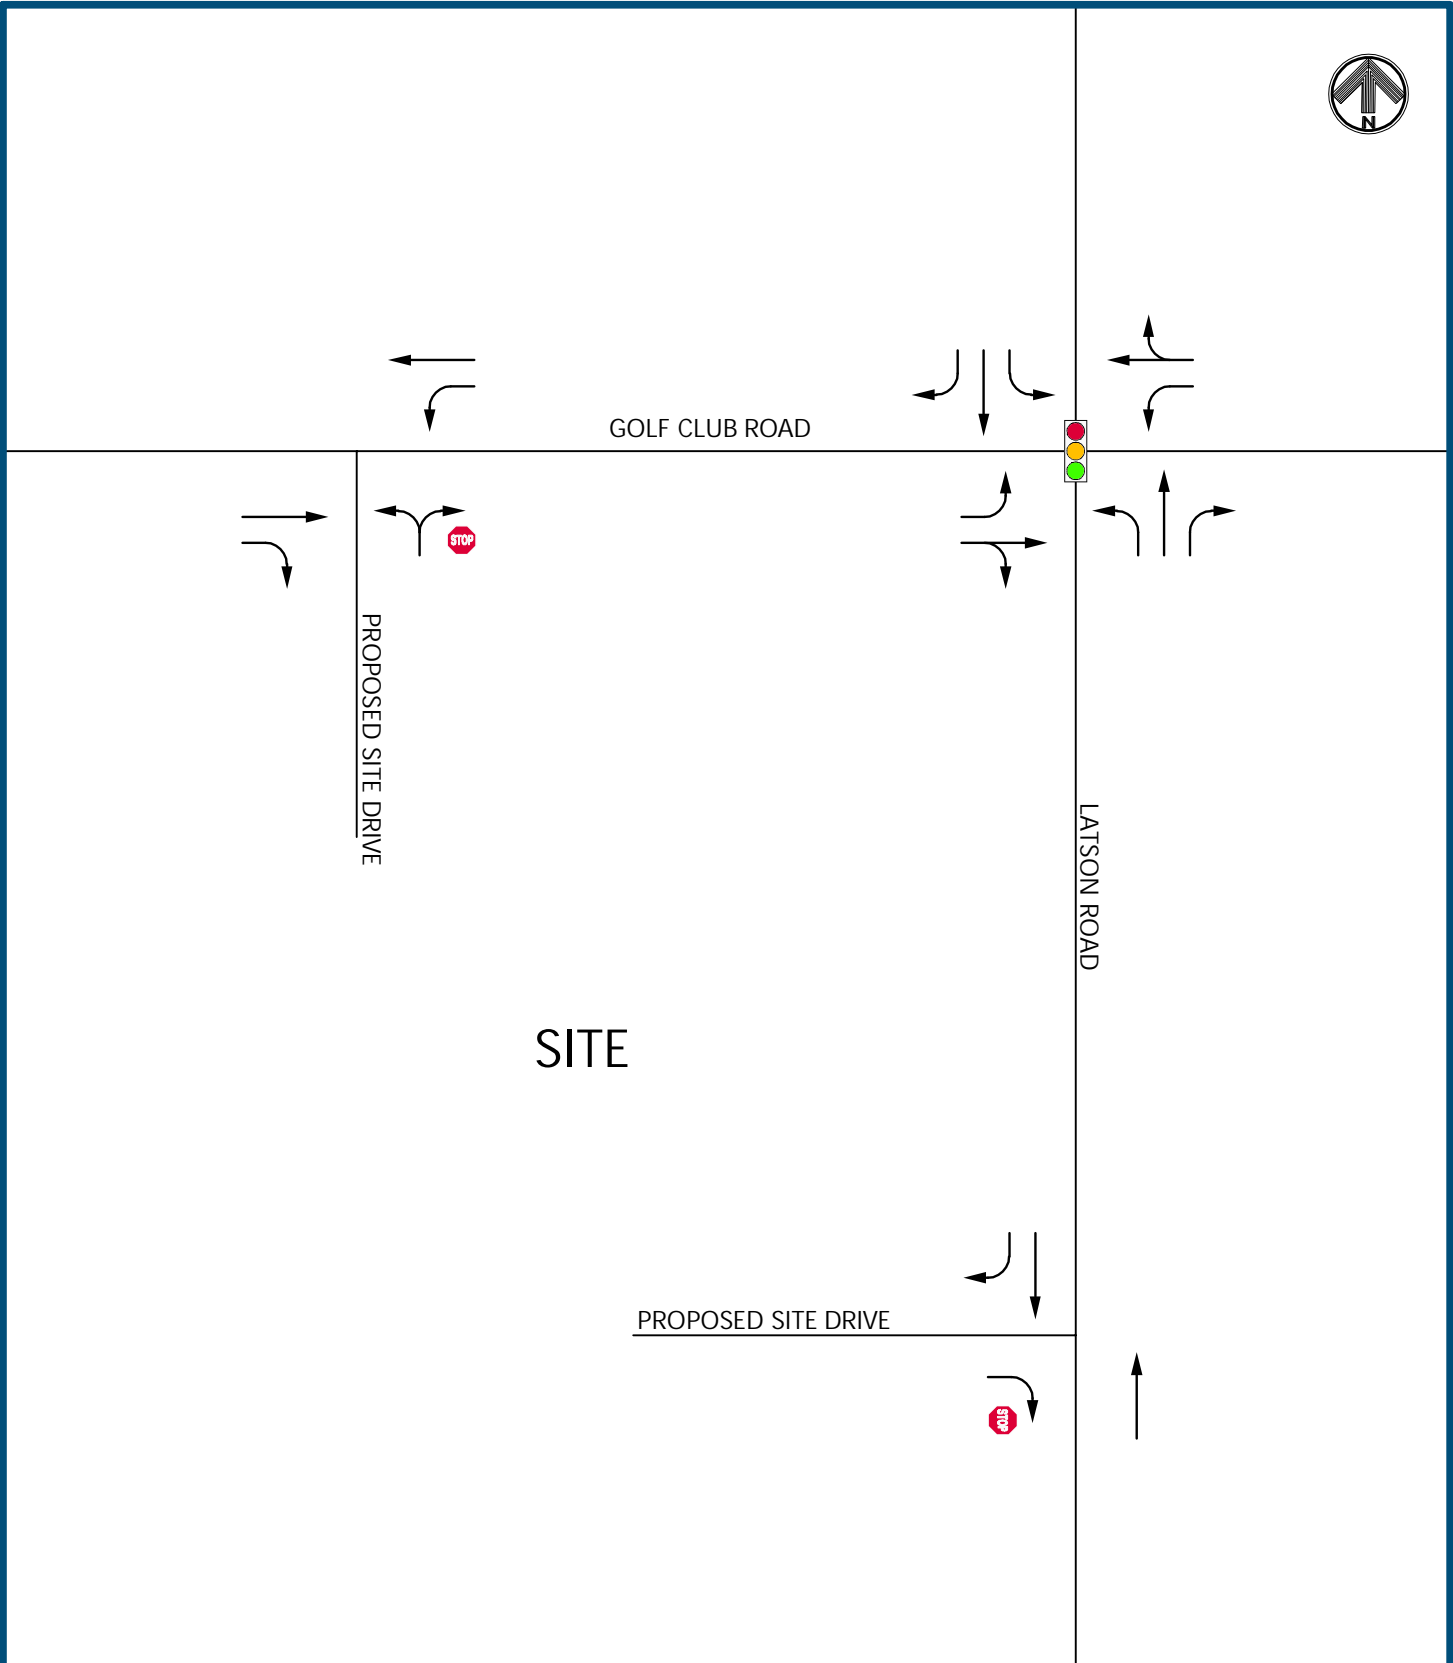 N
GOLF CLUB ROAD
STOP
PROPOSED SITE DRIVE
LATSON ROAD
SITE
PROPOSED SITE DRIVE
STOP